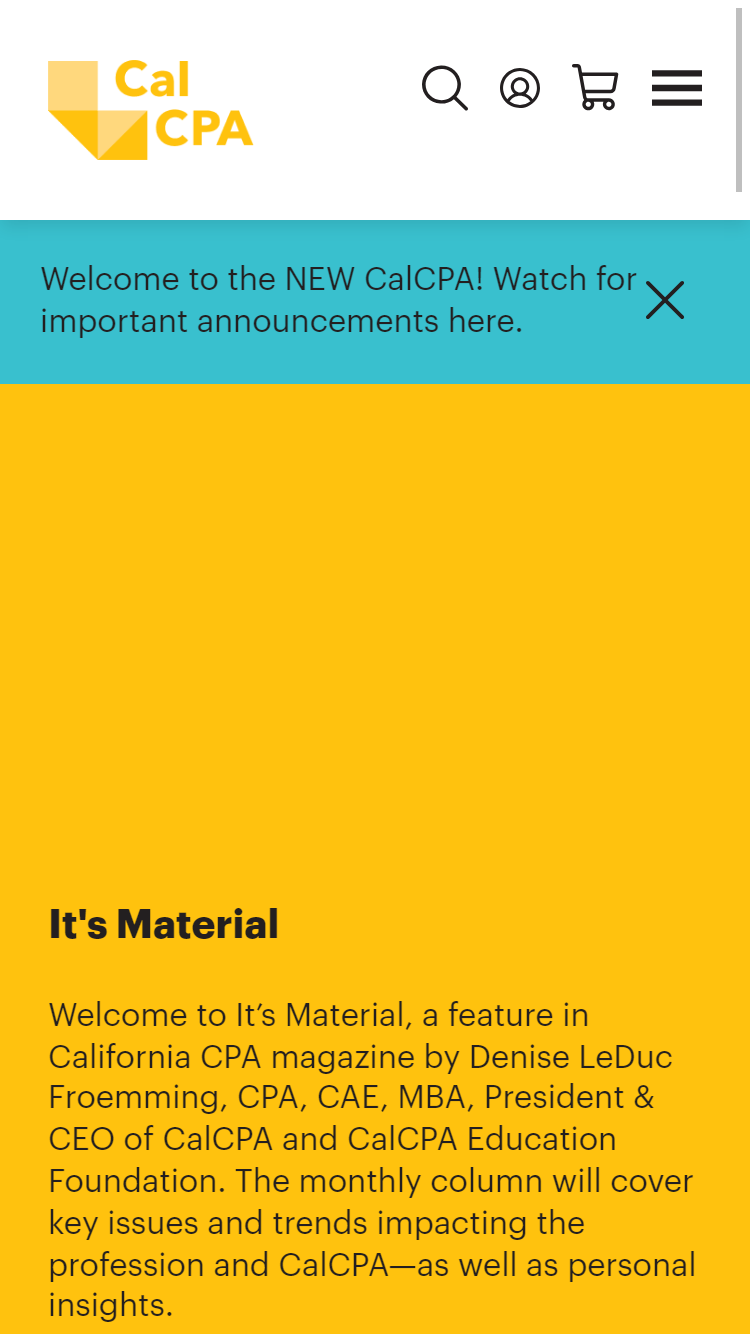 Cal
CPA
Welcome to the NEW CalCPA! Watch for
important announcements here.
It's Material
Welcome to It’s Material, a feature in
California CPA magazine by Denise LeDuc
Froemming, CPA, CAE, MBA, President &
CEO of CalCPA and CalCPA Education
Foundation. The monthly column will cover
key issues and trends impacting the
profession and CalCPA—as well as personal
insights.